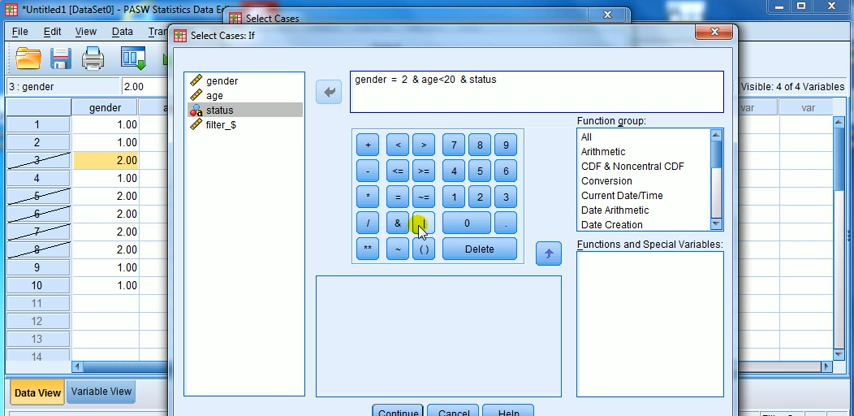 *Untitled1 [DataSet0] - PASW Statistics Data Edi
Select Cases
Select Cases: If
File Edit View Data Tran
3 : gender 2.00
Visible: 4 of 4 Variables
gender a var var
1 1.00
2 1.00
3 2.00
4 1.00
5 2.00
6 2.00
7 2.00
8 2.00
9 1.00
10 1.00
11
12
13
14
Data View Variable View
gender
age
status
filter_$
gender = 2 & age<20 & status
+ < > 7 8 9
- <= >= 4 5 6
* = ~= 1 2 3
/ & | 0 .
** ~ ( ) Delete
Function group:
All
Arithmetic
CDF & Noncentral CDF
Conversion
Current Date/Time
Date Arithmetic
Date Creation
Functions and Special Variables:
Continue Cancel Help